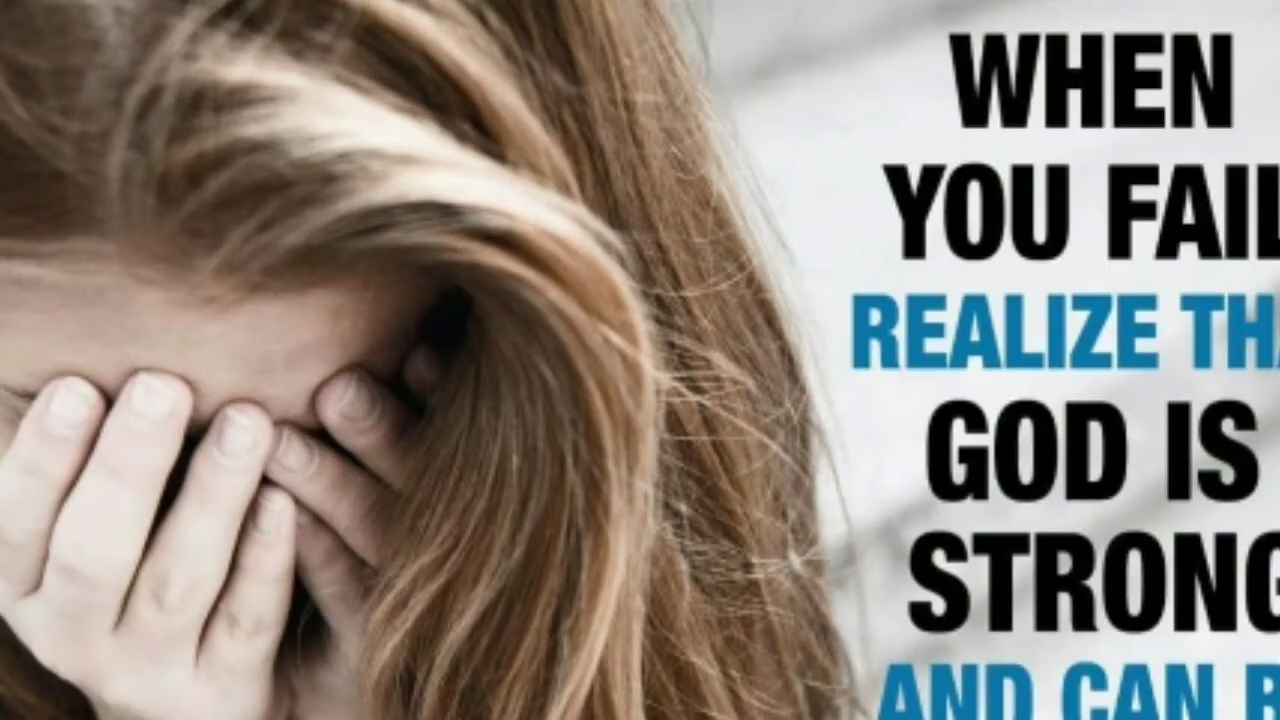 WHEN
YOU FAIL
REALIZE THA
GOD IS
STRONG
AND CAN